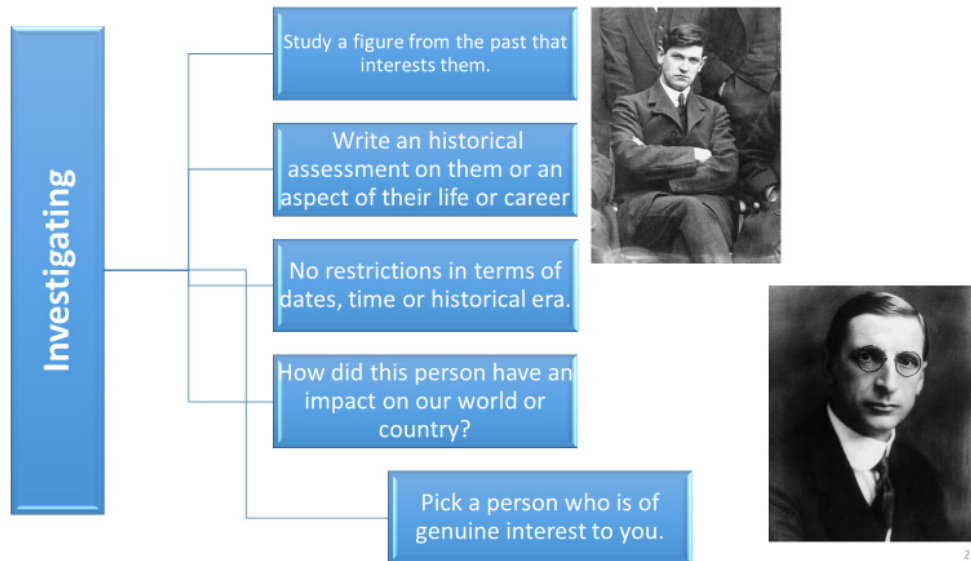 Investigating
Study a figure from the past that
interests them.
Write an historical
assessment on them or an
aspect of their life or career
No restrictions in terms of
dates, time or historical era.
How did this person have an
impact on our world or
country?
Pick a person who is of
genuine interest to you.
2